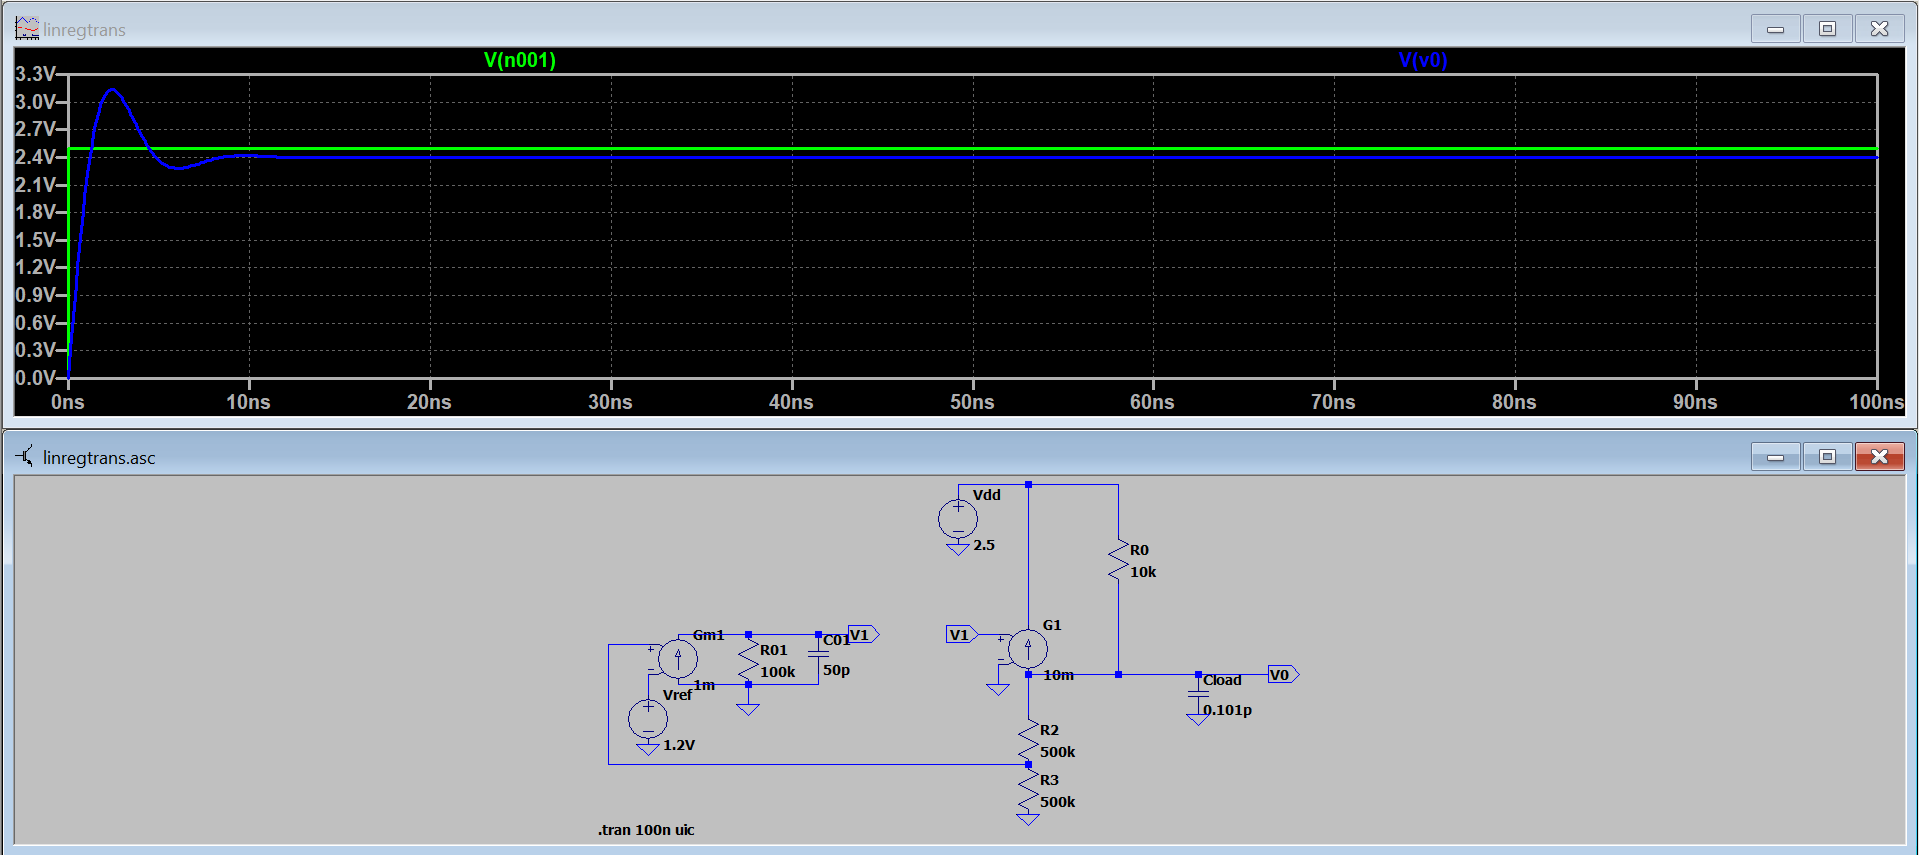 linregtrans
V(n001) V(v0)
3.3V
3.0V
2.7V
2.4V
2.1V
1.8V
1.5V
1.2V
0.9V
0.6V
0.3V
0.0V
0ns 10ns 20ns 30ns 40ns 50ns 60ns 70ns 80ns 90ns 100ns
linregtrans.asc
Vdd
2.5
R0
10k
G1
V1
10m
Gm1
1m
R01
100k
C01
50p
V1
Vref
1.2V
Cload
0.101p
V0
R2
500k
R3
500k
.tran 100n uic